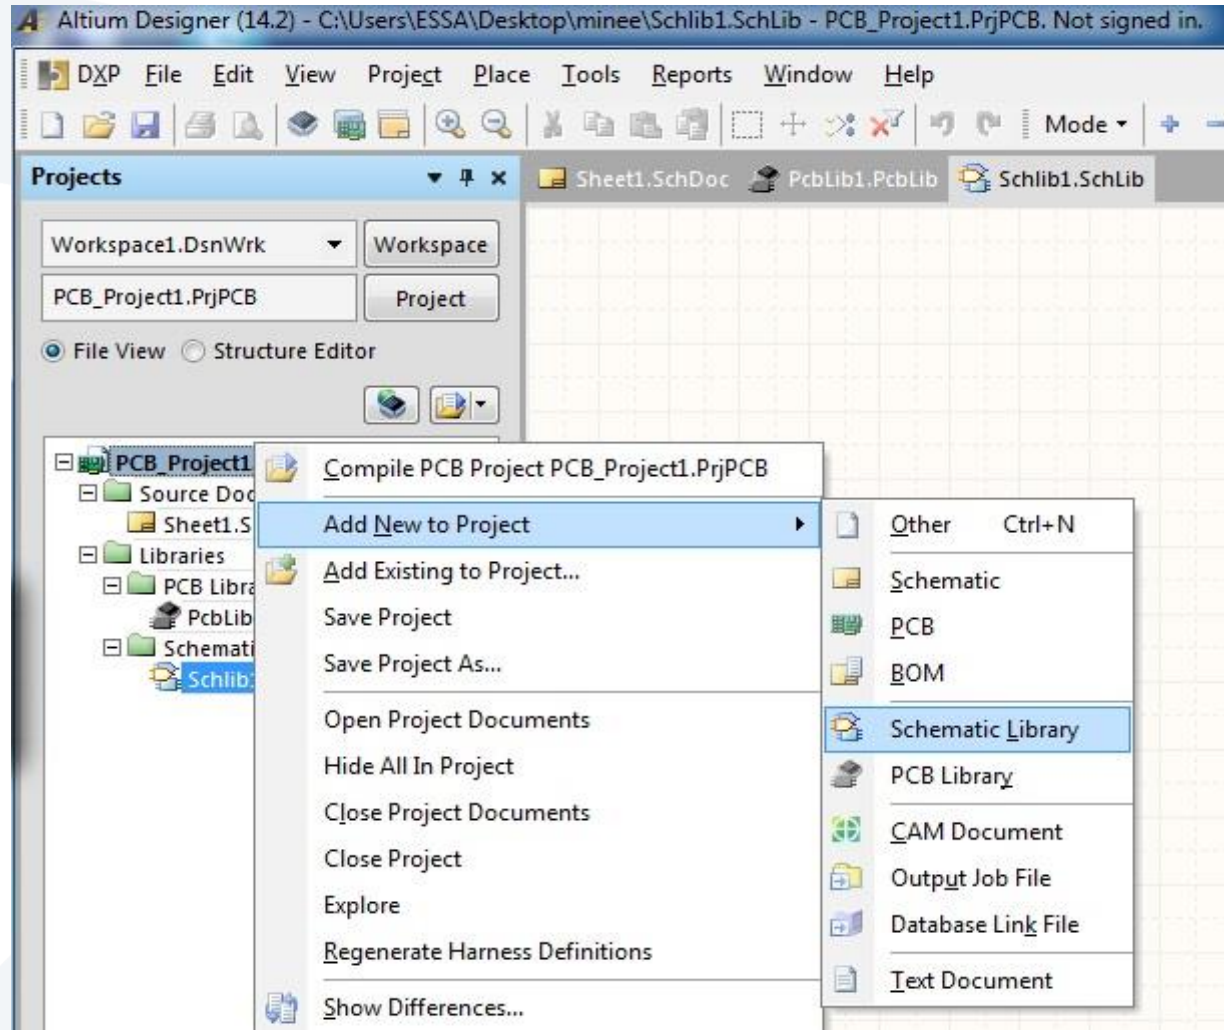 Altium Designer (14.2) - C:\Users\ESSA\Desktop\minee\Schlib1.SchLib - PCB_Project1.PrjPCB. Not signed in.
DXP File Edit View Project Place Tools Reports Window Help
Mode
Projects
Sheet1.SchDoc PcbLib1.PcbLib Schlib1.SchLib
Workspace1.DsnWrk Workspace
PCB_Project1.PrjPCB Project
File View Structure Editor
PCB_Project1
Source Doc
Sheet1.S
Libraries
PCB Libra
PcbLib
Schemati
Schlib1
Compile PCB Project PCB_Project1.PrjPCB
Add New to Project
Add Existing to Project...
Save Project
Save Project As...
Open Project Documents
Hide All In Project
Close Project Documents
Close Project
Explore
Regenerate Harness Definitions
Show Differences...
Other Ctrl+N
Schematic
PCB
BOM
Schematic Library
PCB Library
CAM Document
Output Job File
Database Link File
Text Document